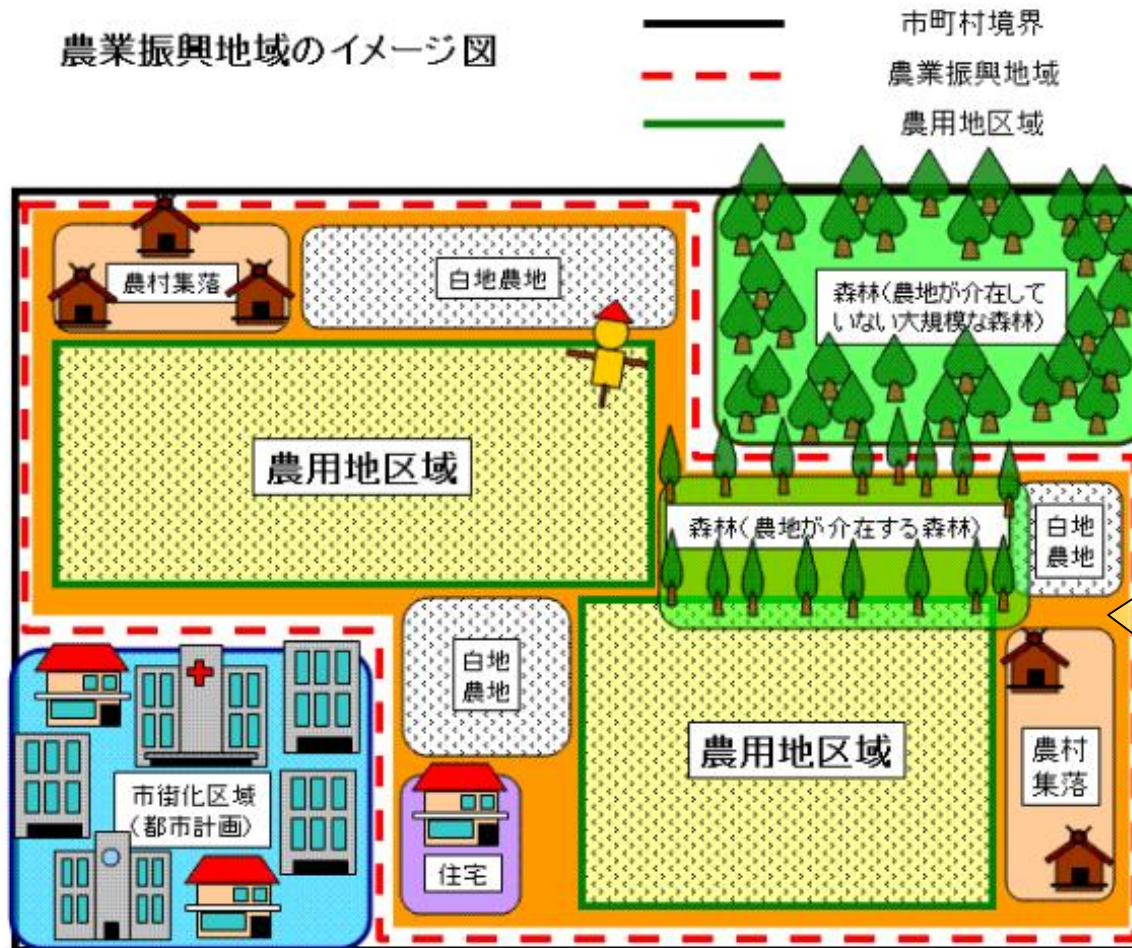 農業振興地域のイメージ図
市町村境界
農業振興地域
農用地区域
農村集落
白地農地
森林(農地が介在して
いない大規模な森林)
農用地区域
森林(農地が介在する森林)
白地
農地
白地
農地
農用地区域
農村
集落
市街化区域
(都市計画)
住宅